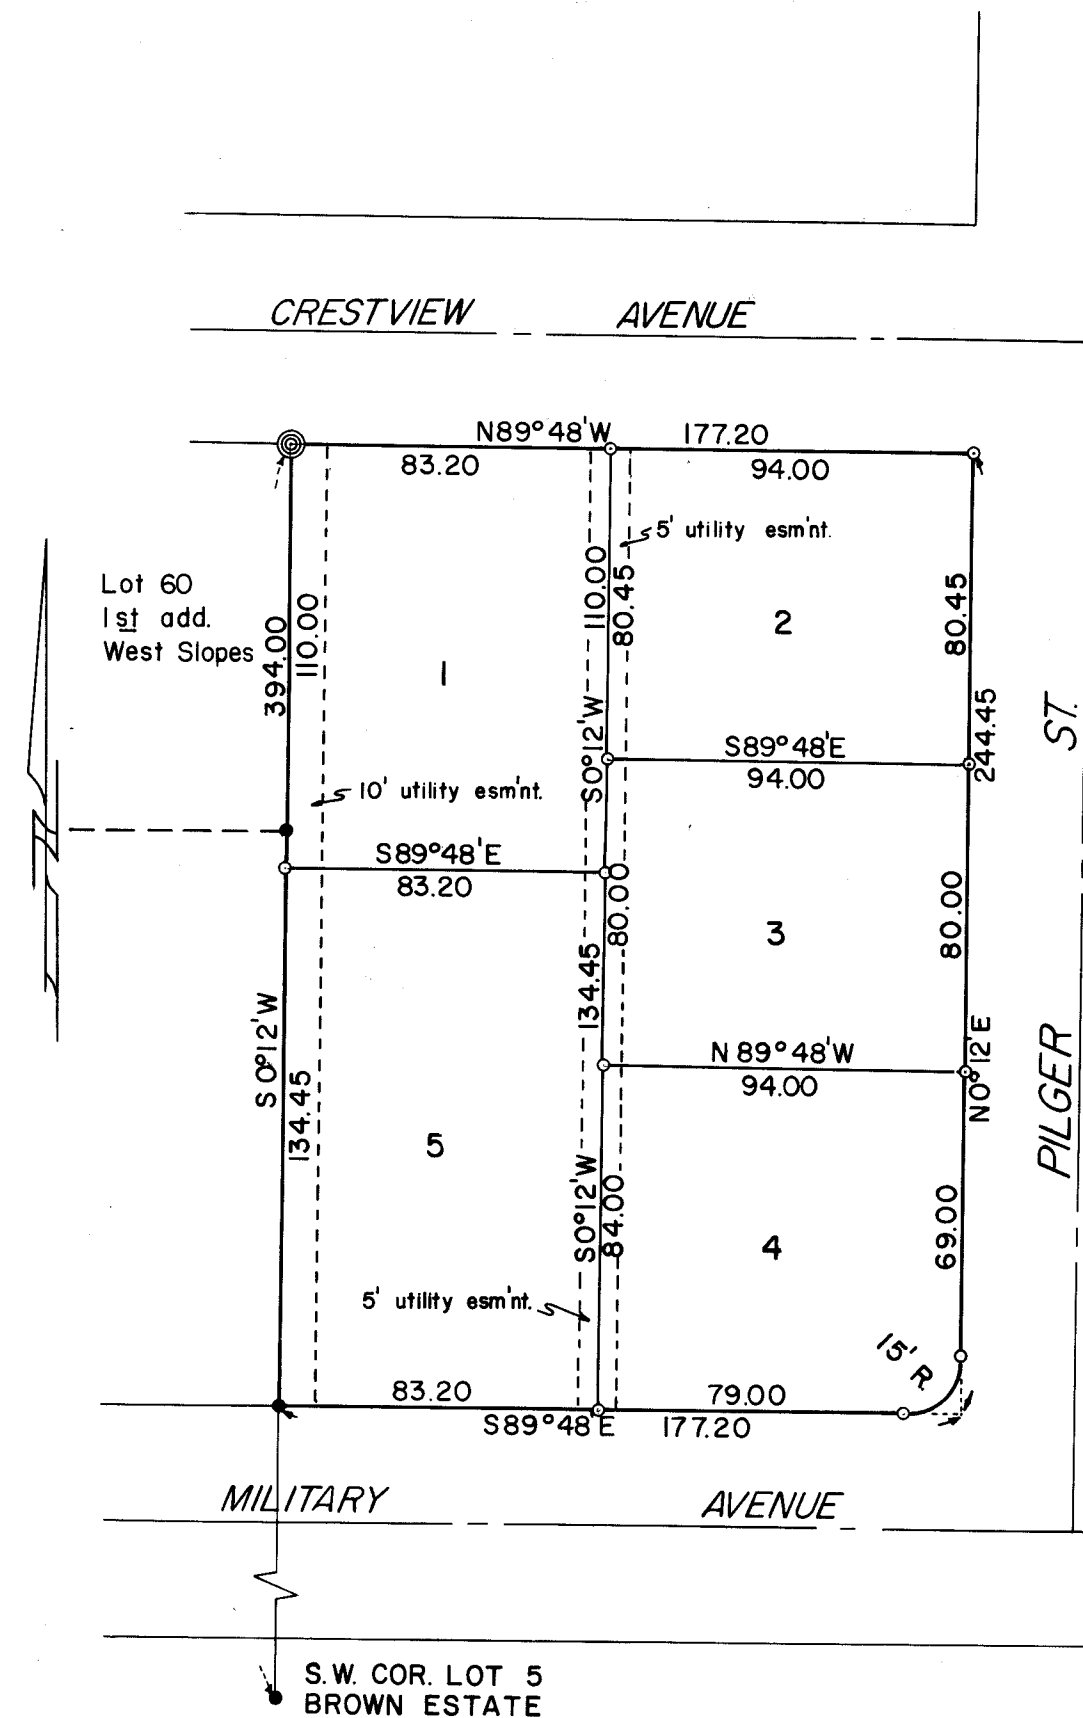 CRESTVIEW AVENUE
N89°48'W 177.20
83.20 94.00
5' utility esm'nt.
Lot 60
1st add.
West Slopes
394.00
110.00
110.00
80.45
80.45
1
2
S0°12'W
244.45
S89°48'E
94.00
ST.
10' utility esm'nt.
S89°48'E
83.20
80.00
134.45
3
80.00
N89°48'W
94.00
N0°12'E
PILGER
S0°12'W
134.45
5
S0°12'W
84.00
4
69.00
5' utility esm'nt.
15' R.
83.20 79.00
S89°48'E 177.20
MILITARY AVENUE
S.W. COR. LOT 5
BROWN ESTATE